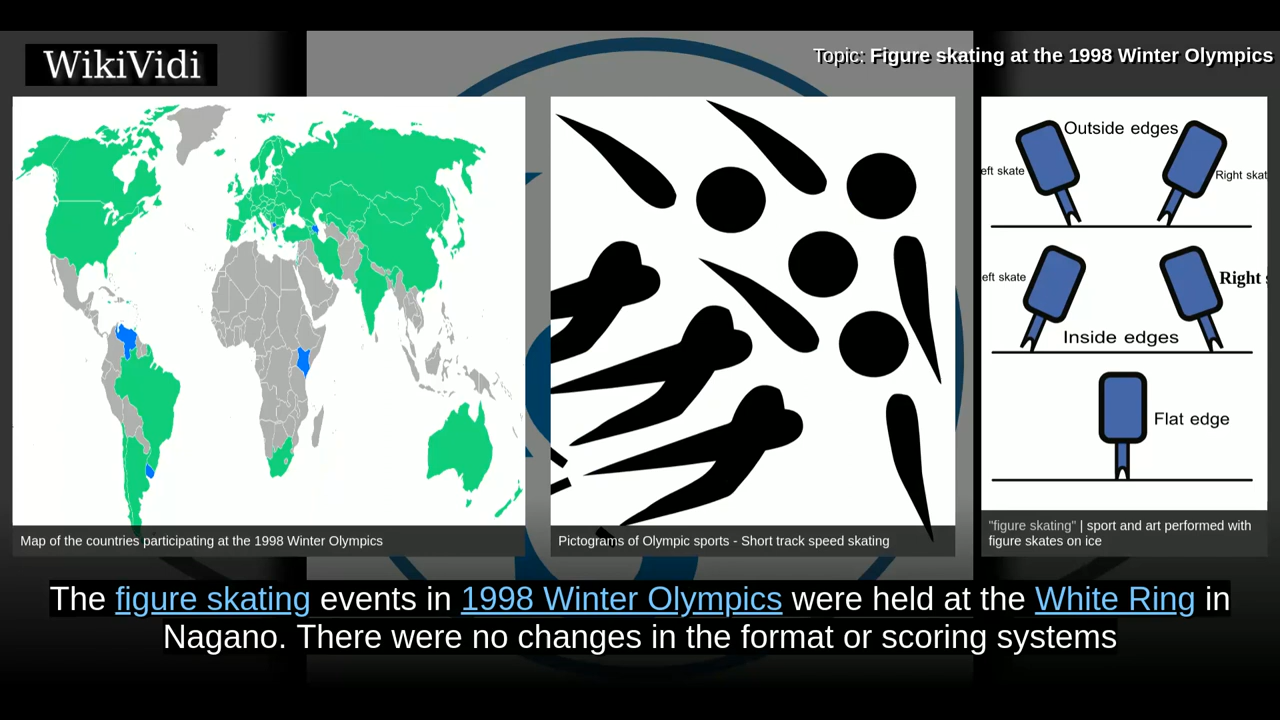 WikiVidi
Topic: Figure skating at the 1998 Winter Olympics
Outside edges
eft skate
Right skat
eft skate
Right
Inside edges
Flat edge
Map of the countries participating at the 1998 Winter Olympics
Pictograms of Olympic sports - Short track speed skating
"figure skating" | sport and art performed with
figure skates on ice
The figure skating events in 1998 Winter Olympics were held at the White Ring in
Nagano. There were no changes in the format or scoring systems